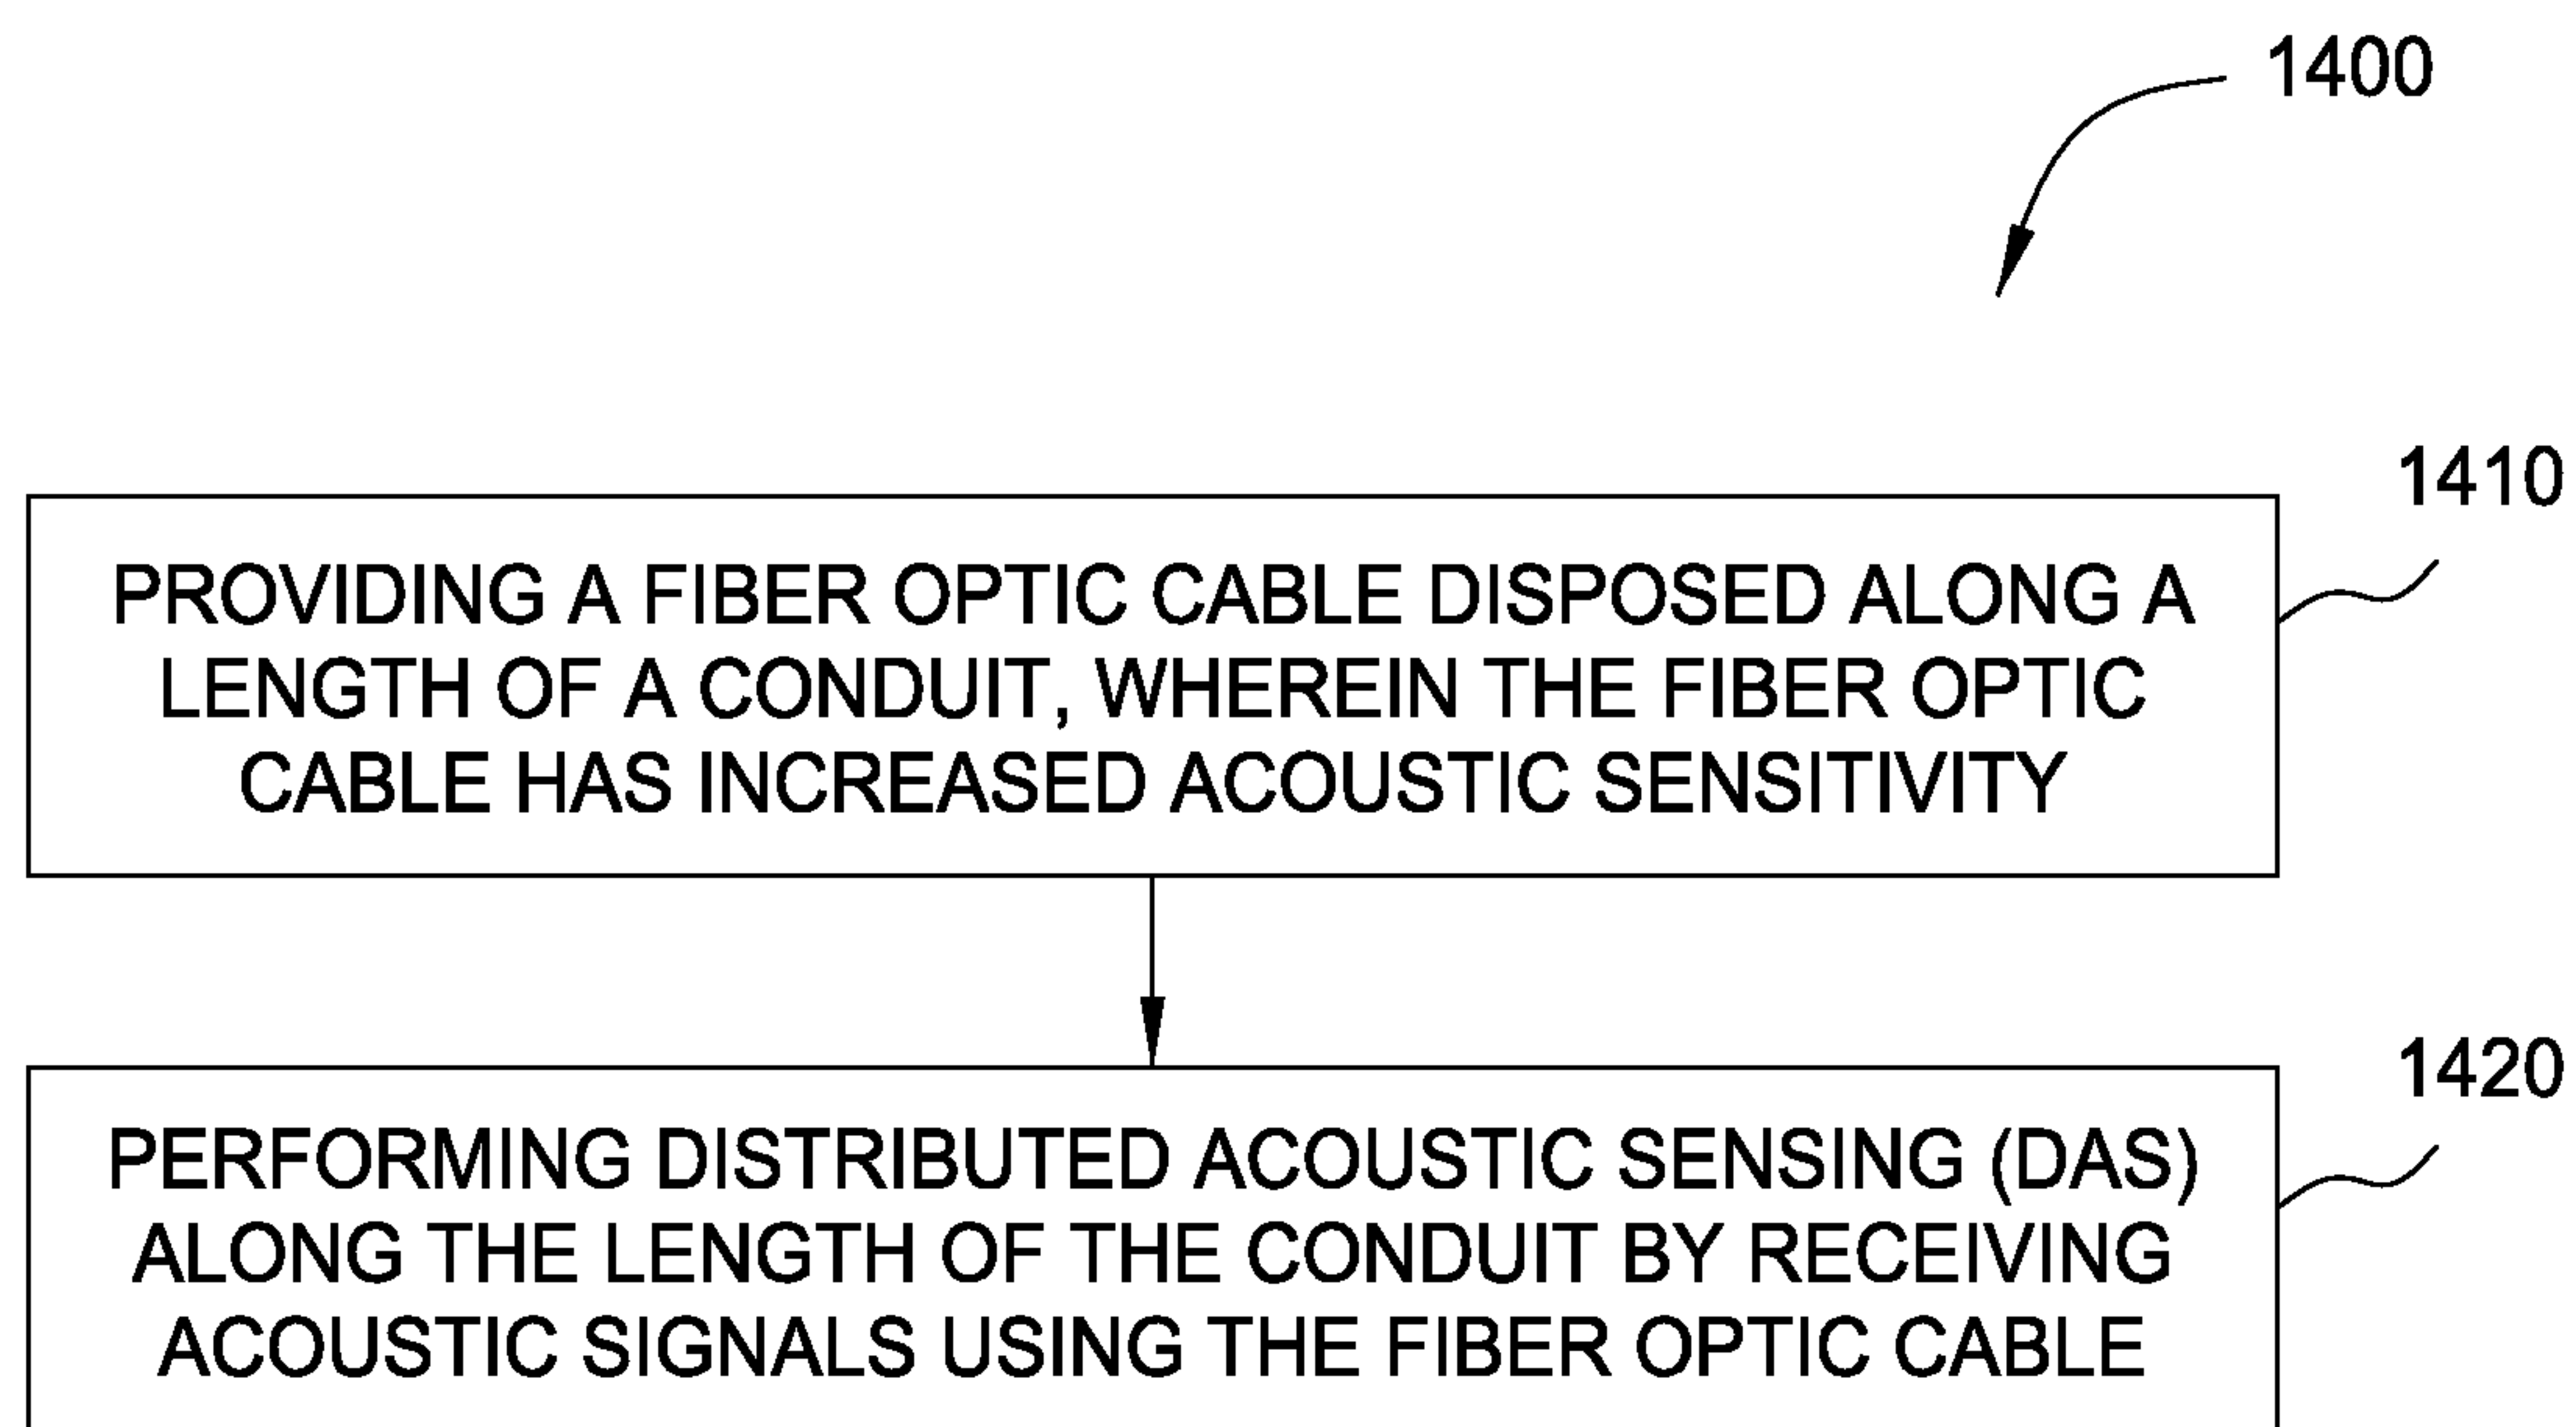 1400
1410
PROVIDING A FIBER OPTIC CABLE DISPOSED ALONG A
LENGTH OF A CONDUIT, WHEREIN THE FIBER OPTIC
CABLE HAS INCREASED ACOUSTIC SENSITIVITY
1420
PERFORMING DISTRIBUTED ACOUSTIC SENSING (DAS)
ALONG THE LENGTH OF THE CONDUIT BY RECEIVING
ACOUSTIC SIGNALS USING THE FIBER OPTIC CABLE